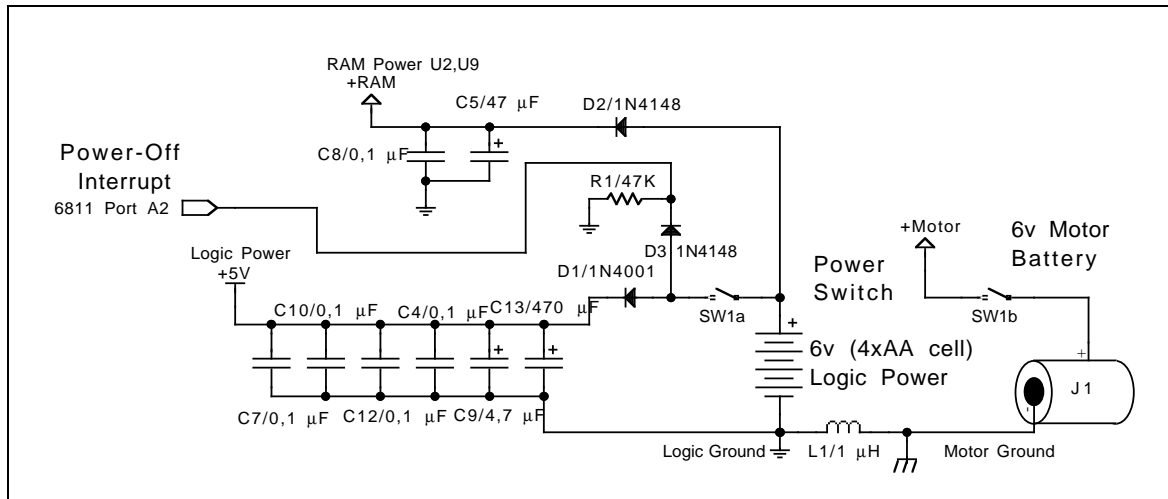 RAM Power U2,U9
+RAM
C5/47 μF
D2/1N4148
+
C8/0,1 μF
Power-Off
Interrupt
6811 Port A2
R1/47K
D3 1N4148
Logic Power
+5V
D1/1N4001
SW1a
Power
Switch
+Motor
6v Motor
Battery
SW1b
C10/0,1 μF
C4/0,1 μF
C13/470 μF
+
+
C7/0,1 μF
C12/0,1 μF
C9/4,7 μF
+
6v (4xAA cell)
Logic Power
+
J1
-
Logic Ground
L1/1 μH
Motor Ground